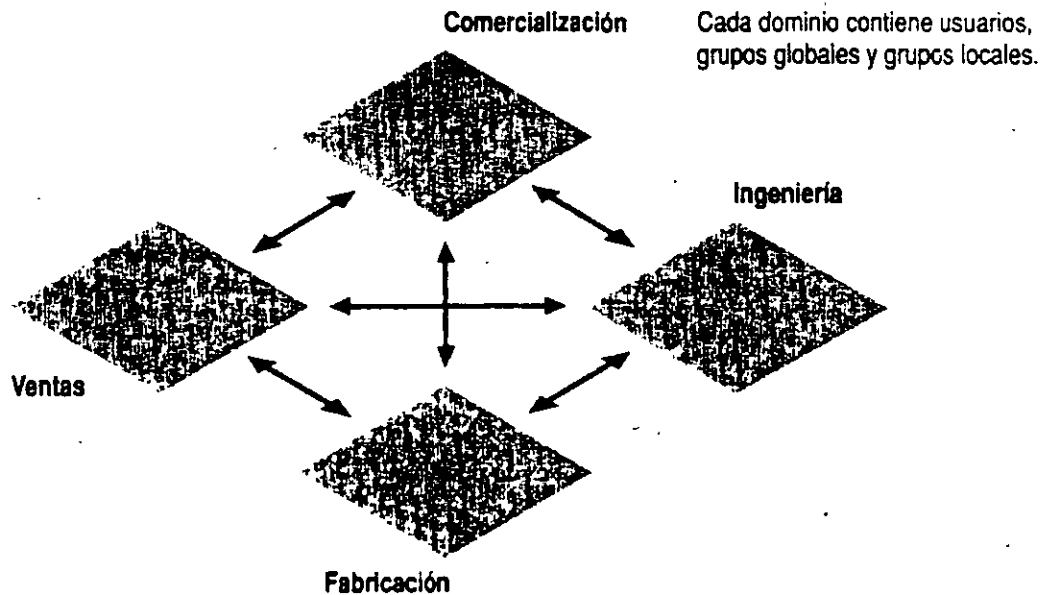 Comercialización
Cada dominio contiene usuarios,
grupos globales y grupos locales.
Ingeniería
Ventas
Fabricación